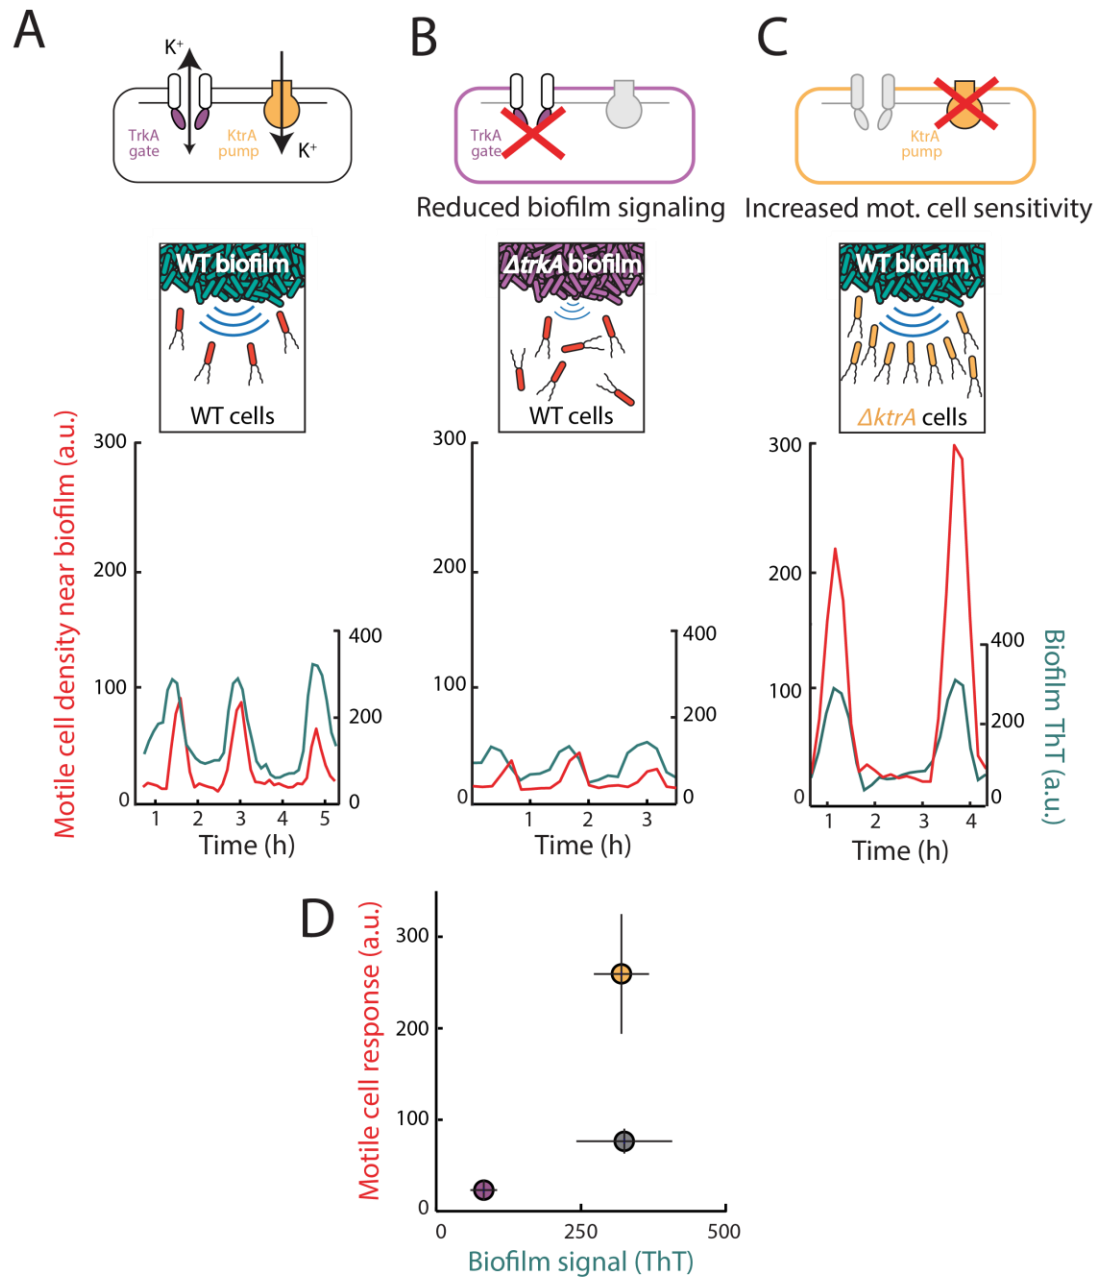 A
K+
TrkA
gate
KtrA
pump
K+
B
TrkA
gate
Reduced biofilm signaling
C
KtrA
pump
Increased mot. cell sensitivity
WT biofilm
WT cells
ΔtrkA biofilm
WT cells
WT biofilm
ΔktrA cells
Motile cell density near biofilm (a.u.)
300
200
100
0
400
200
0
1 2 3 4 5
Time (h)
300
200
100
0
400
200
0
1 2 3
Time (h)
300
200
100
0
400
200
0
1 2 3 4
Time (h)
Biofilm ThT (a.u.)
D
Motile cell response (a.u.)
300
200
100
0
0 250 500
Biofilm signal (ThT)